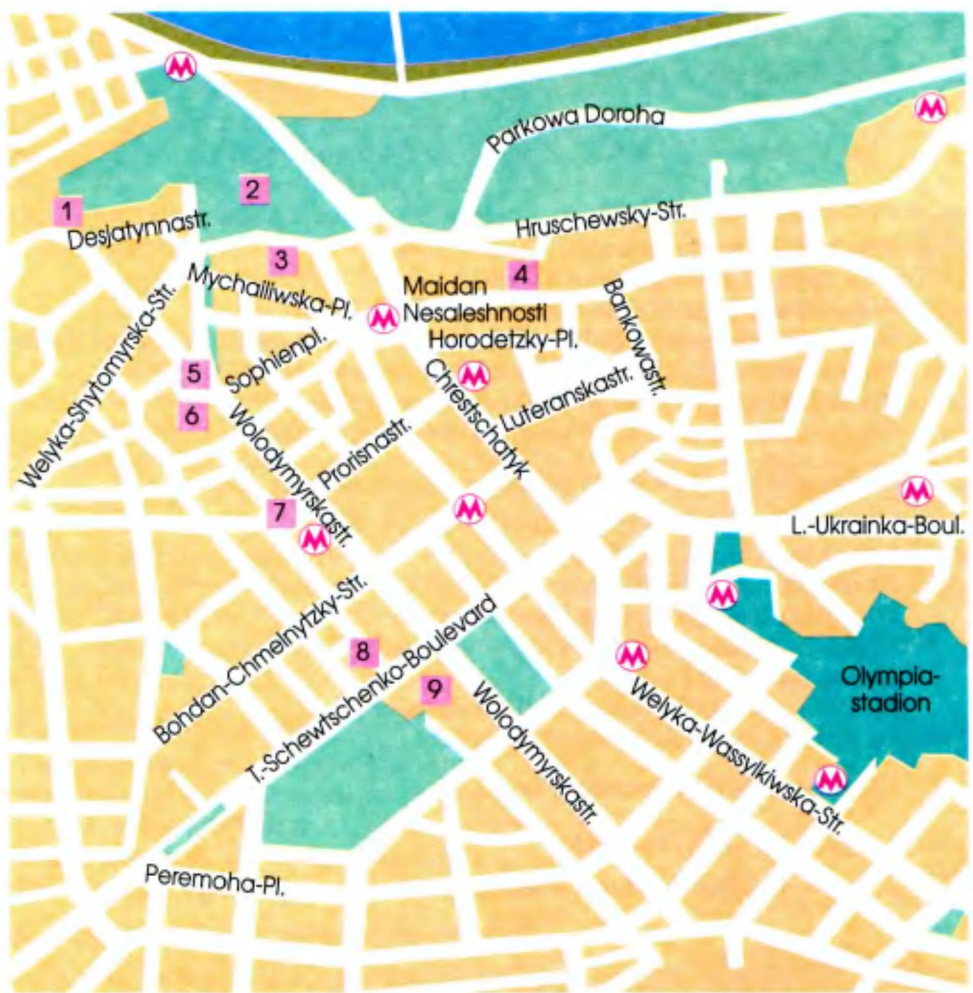 M
M
Parkowa Doroha
2
1
Desjatynnastr.
Hruschewsky-Str.
3
4
Mychailiwska-Pl.
Maidan
Nesaleshnosti
M
Horodetzky-Pl.
Bankowastr.
Welyka-Shytomyrska-Str.
5
Sophienpl.
M
Chrestschatyk
Luteranskastr.
6
Wolodymyrskastr.
Prorisnastr.
M
7
M
M
L.-Ukrainka-Boul.
Bohdan-Chmelnytzky-Str.
M
8
T.-Schewtschenko-Boulevard
M
9
Olympia-
stadion
Wolodymyrskastr.
Welyka-Wassylkiwska-Str.
M
Peremoha-Pl.